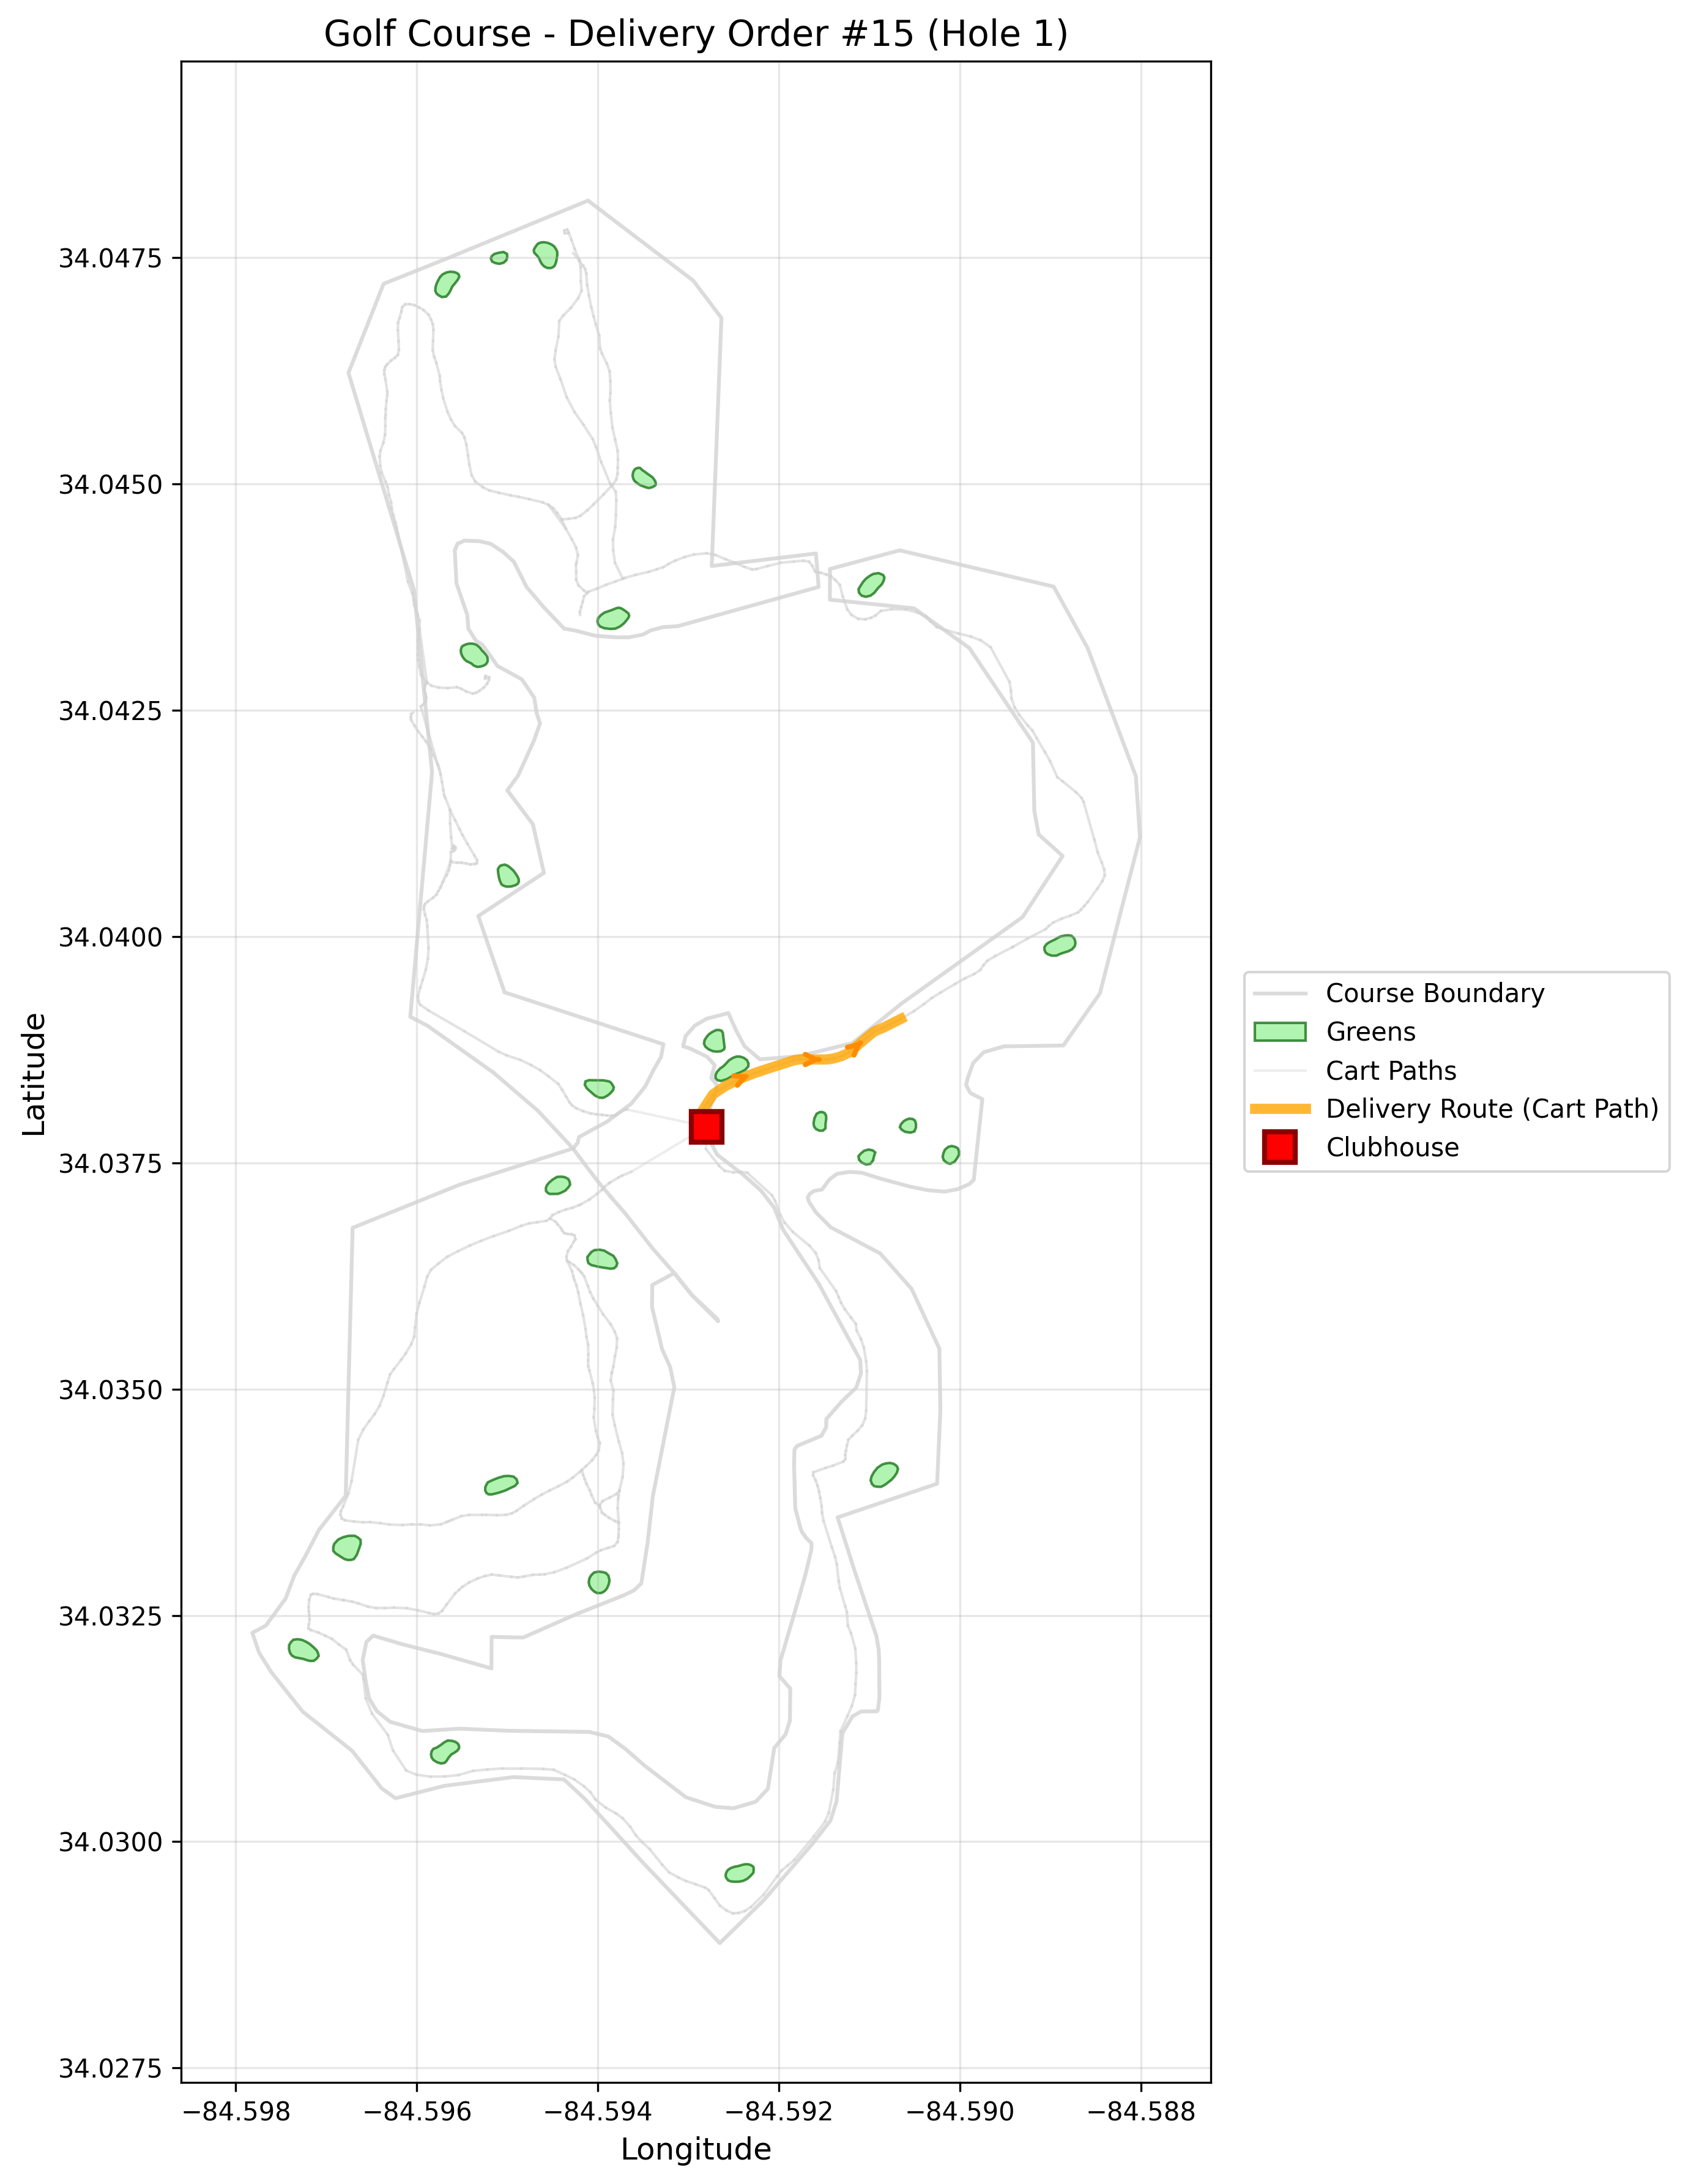 Golf Course - Delivery Order #15 (Hole 1)
34.0475
34.0450
34.0425
34.0400
34.0375
34.0350
34.0325
34.0300
34.0275
Latitude
−84.598
−84.596
−84.594
−84.592
−84.590
−84.588
Longitude
Course Boundary
Greens
Cart Paths
Delivery Route (Cart Path)
Clubhouse